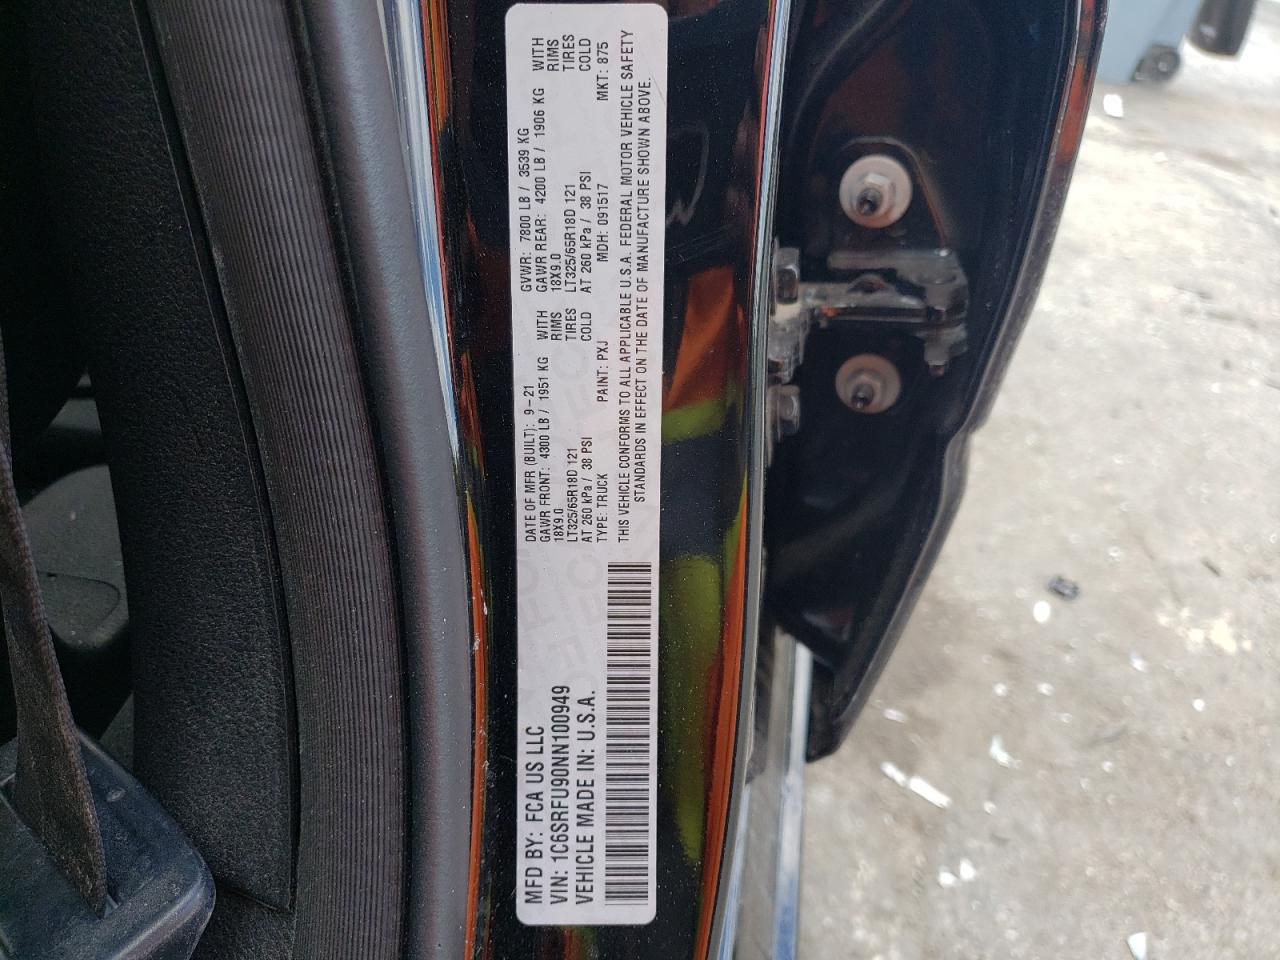 MFD BY: FCA US LLC
VIN: 1C6SRFU90NN100949
VEHICLE MADE IN: U.S.A.
DATE OF MFR (BUILT): 9-21 GVWR: 7800 LB / 3539 KG
GAWR FRONT: 4300 LB / 1951 KG WITH GAWR REAR: 4200 LB / 1906 KG WITH
18X9.0 RIMS 18X9.0 RIMS
LT325/65R18D 121 TIRES LT325/65R18D 121 TIRES
AT 260 kPa / 38 PSI COLD AT 260 kPa / 38 PSI COLD
TYPE: TRUCK PAINT: PXJ MDH: 091517 MKT: 875
THIS VEHICLE CONFORMS TO ALL APPLICABLE U.S.A. FEDERAL MOTOR VEHICLE SAFETY
STANDARDS IN EFFECT ON THE DATE OF MANUFACTURE SHOWN ABOVE.